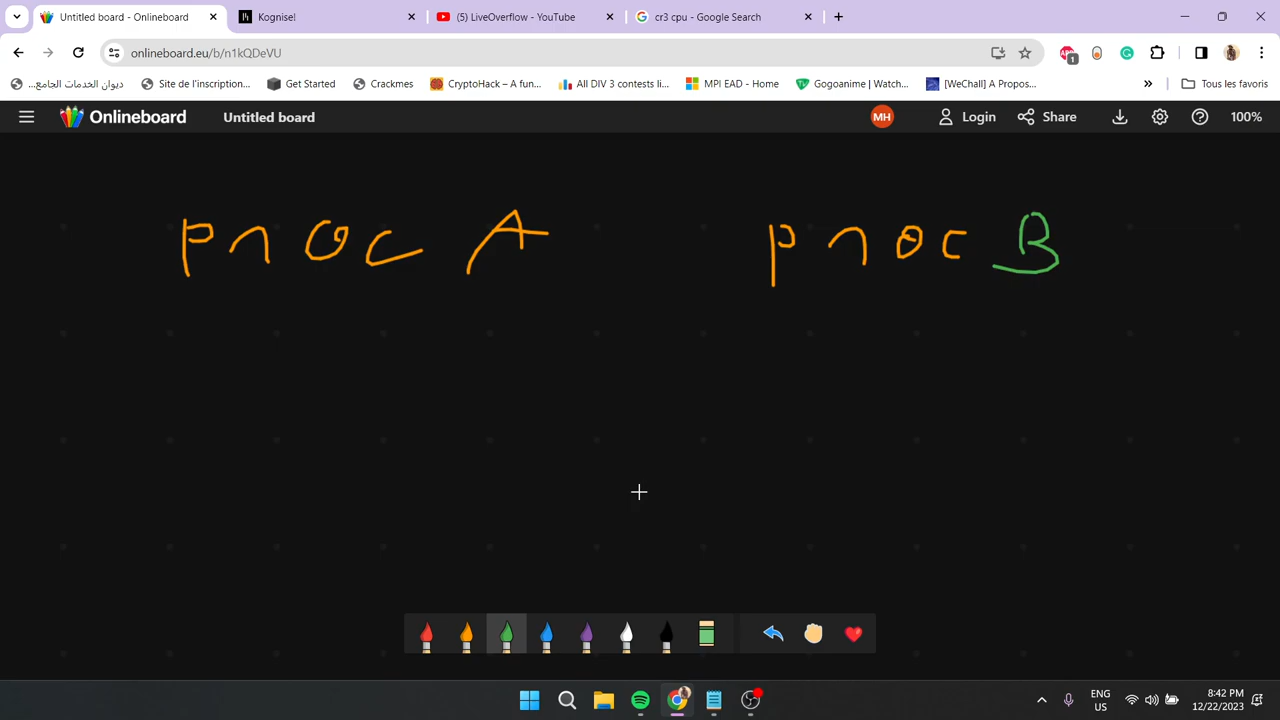 Untitled board - Onlineboard
Kognise!
(5) LiveOverflow - YouTube
cr3 cpu - Google Search
onlineboard.eu/b/n1kQDeVU
1
ديوان الخدمات الجامع...
Site de l'inscription...
Get Started
Crackmes
CryptoHack – A fun...
All DIV 3 contests li...
MPI EAD - Home
Gogoanime | Watch...
[WeChall] A Propos...
»
Tous les favoris
Onlineboard
Untitled board
MH
Login
Share
100%
proc A
proc B
ENG
US
8:42 PM
12/22/2023